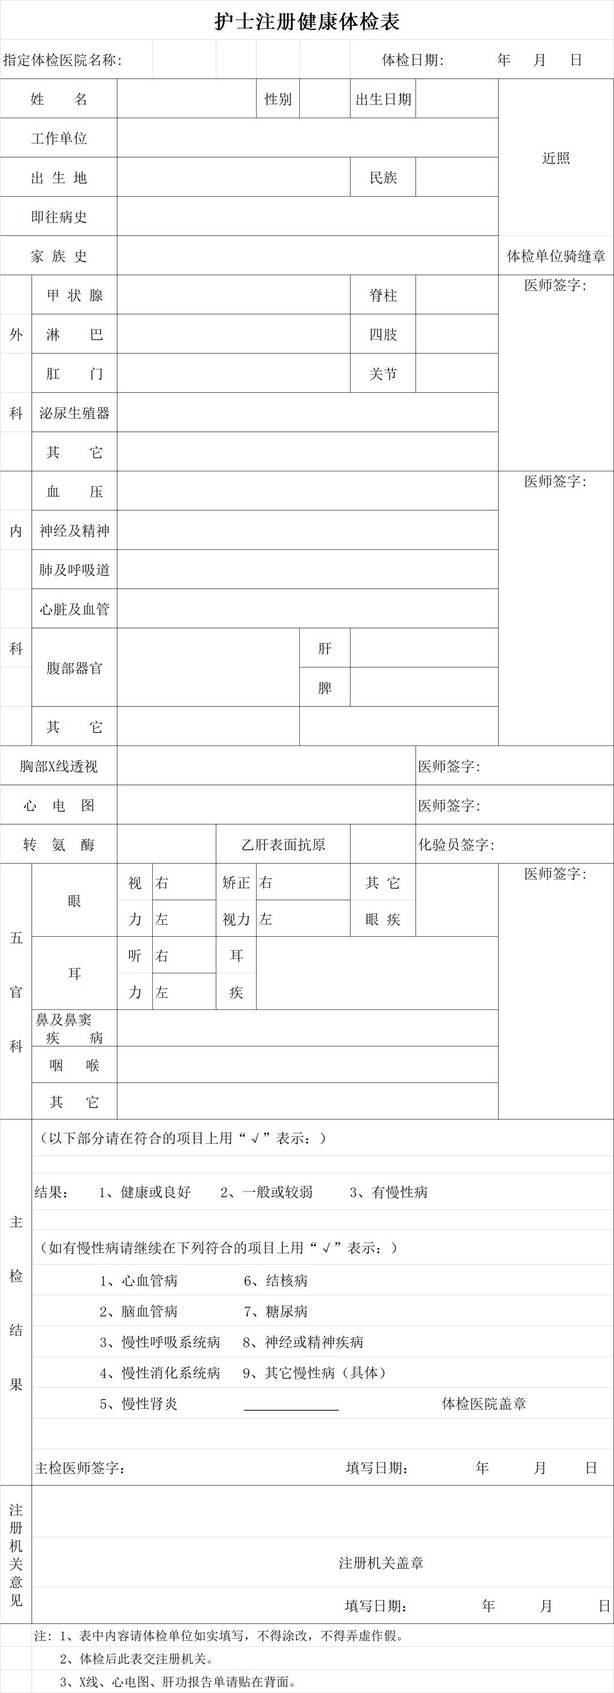 护士注册健康体检表
指定体检医院名称: 体检日期: 年 月 日
姓 名 性别 出生日期
近照
工作单位
出 生 地 民族
即往病史
家 族 史 体检单位骑缝章
外 科
甲 状 腺 脊柱 医师签字:
淋 巴 四肢
肛 门 关节
泌尿生殖器
其 它
内 科
血 压 医师签字:
神经及精神
肺及呼吸道
心脏及血管
腹部器官 肝
脾
其 它
胸部X线透视 医师签字:
心 电 图 医师签字:
转 氨 酶 乙肝表面抗原 化验员签字:
五 官 科
眼 视 右 矫正 右 其 它 医师签字:
力 左 视力 左 眼 疾
耳 听 右 耳
力 左 疾
鼻及鼻窦
疾 病
咽 喉
其 它
主 检 结 果
（以下部分请在符合的项目上用“√”表示：）
结果: 1、健康或良好 2、一般或较弱 3、有慢性病
（如有慢性病请继续在下列符合的项目上用“√”表示：）
1、心血管病 6、结核病
2、脑血管病 7、糖尿病
3、慢性呼吸系统病 8、神经或精神疾病
4、慢性消化系统病 9、其它慢性病（具体）
5、慢性肾炎 体检医院盖章
主检医师签字: 填写日期: 年 月 日
注册机关意见
注册机关盖章
填写日期: 年 月 日
注: 1、表中内容请体检单位如实填写，不得涂改，不得弄虚作假。
2、体检后此表交注册机关。
3、X线、心电图、肝功报告单请贴在背面。